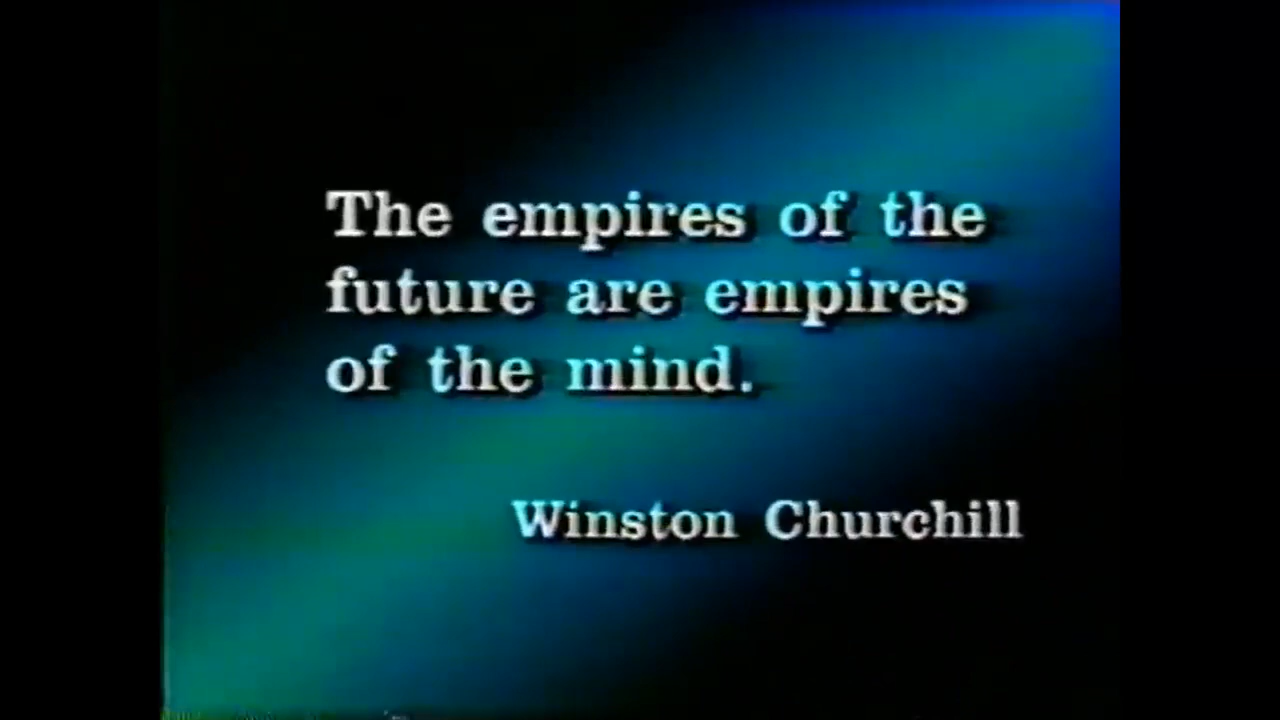 The empires of the
future are empires
of the mind.
Winston Churchill